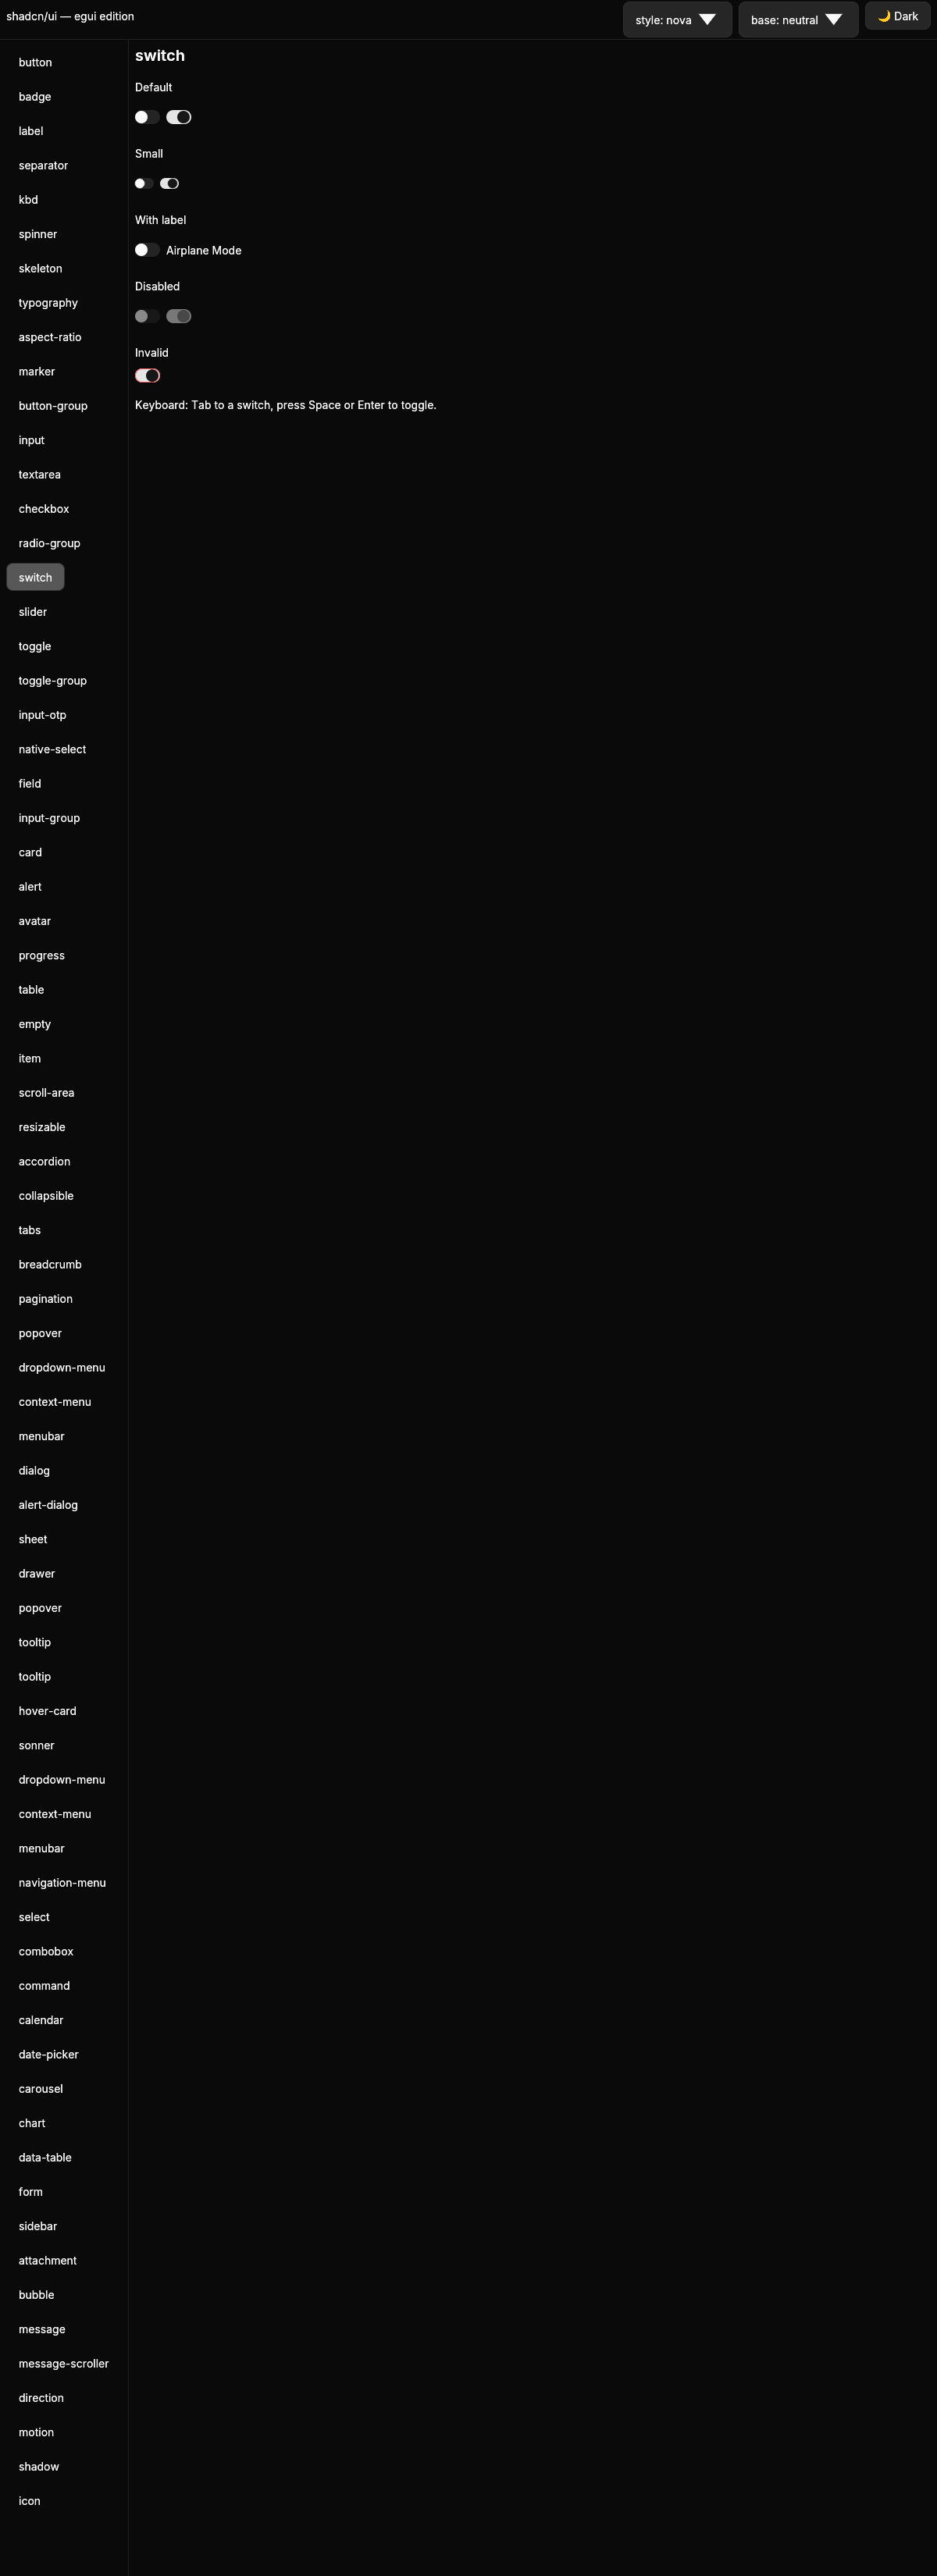 shadcn/ui — egui edition
style: nova
base: neutral
🌙 Dark
button
badge
label
separator
kbd
spinner
skeleton
typography
aspect-ratio
marker
button-group
input
textarea
checkbox
radio-group
switch
slider
toggle
toggle-group
input-otp
native-select
field
input-group
card
alert
avatar
progress
table
empty
item
scroll-area
resizable
accordion
collapsible
tabs
breadcrumb
pagination
popover
dropdown-menu
context-menu
menubar
dialog
alert-dialog
sheet
drawer
popover
tooltip
tooltip
hover-card
sonner
dropdown-menu
context-menu
menubar
navigation-menu
select
combobox
command
calendar
date-picker
carousel
chart
data-table
form
sidebar
attachment
bubble
message
message-scroller
direction
motion
shadow
icon
switch
Default
Small
With label
Airplane Mode
Disabled
Invalid
Keyboard: Tab to a switch, press Space or Enter to toggle.